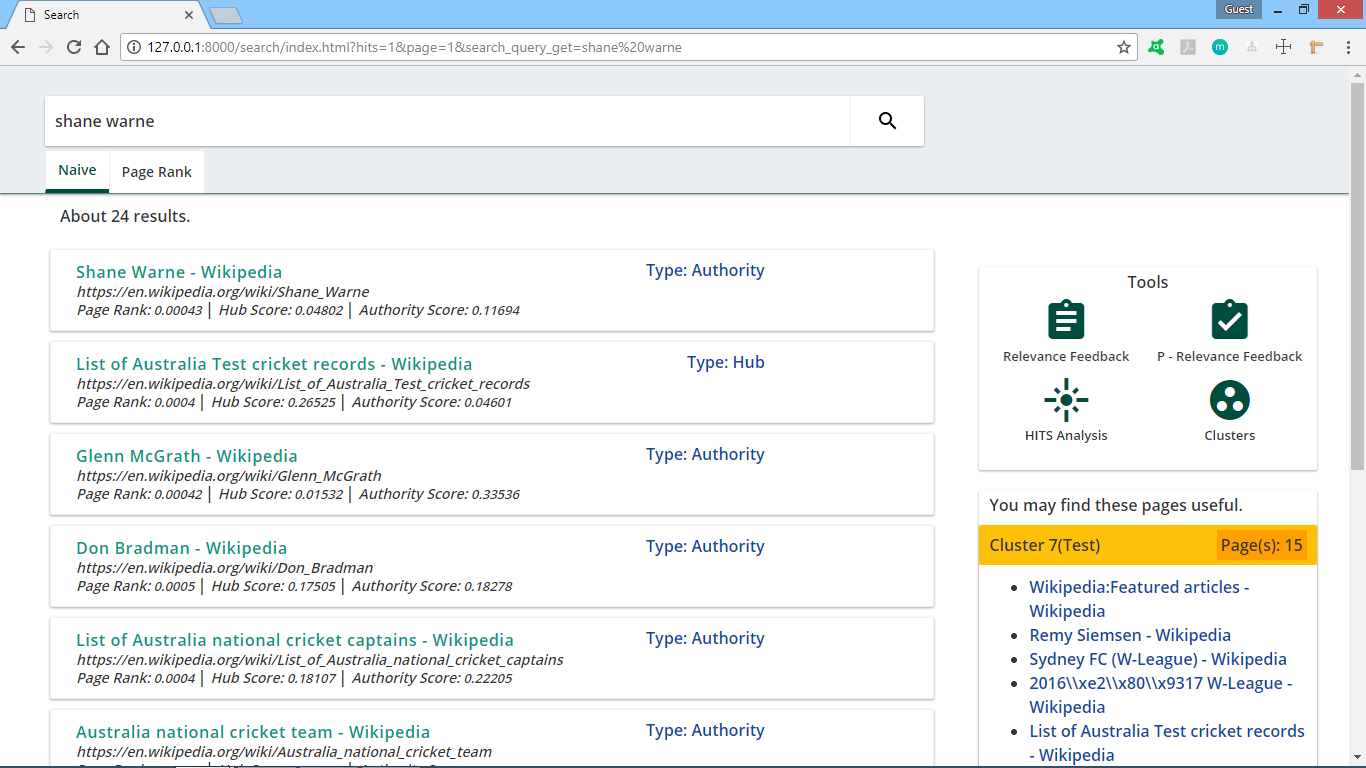 Search
Guest
127.0.0.1:8000/search/index.html?hits=1&page=1&search_query_get=shane%20warne
shane warne
Naive
Page Rank
About 24 results.
Shane Warne - Wikipedia
Type: Authority
https://en.wikipedia.org/wiki/Shane_Warne
Page Rank: 0.00043 | Hub Score: 0.04802 | Authority Score: 0.11694
List of Australia Test cricket records - Wikipedia
Type: Hub
https://en.wikipedia.org/wiki/List_of_Australia_Test_cricket_records
Page Rank: 0.0004 | Hub Score: 0.26525 | Authority Score: 0.04601
Glenn McGrath - Wikipedia
Type: Authority
https://en.wikipedia.org/wiki/Glenn_McGrath
Page Rank: 0.00042 | Hub Score: 0.01532 | Authority Score: 0.33536
Don Bradman - Wikipedia
Type: Authority
https://en.wikipedia.org/wiki/Don_Bradman
Page Rank: 0.0005 | Hub Score: 0.17505 | Authority Score: 0.18278
List of Australia national cricket captains - Wikipedia
Type: Authority
https://en.wikipedia.org/wiki/List_of_Australia_national_cricket_captains
Page Rank: 0.0004 | Hub Score: 0.18107 | Authority Score: 0.22205
Australia national cricket team - Wikipedia
Type: Authority
https://en.wikipedia.org/wiki/Australia_national_cricket_team
Tools
Relevance Feedback
P - Relevance Feedback
HITS Analysis
Clusters
You may find these pages useful.
Cluster 7(Test)
Page(s): 15
Wikipedia:Featured articles -
Wikipedia
Remy Siemsen - Wikipedia
Sydney FC (W-League) - Wikipedia
2016\\xe2\\x80\\x9317 W-League -
Wikipedia
List of Australia Test cricket records
- Wikipedia